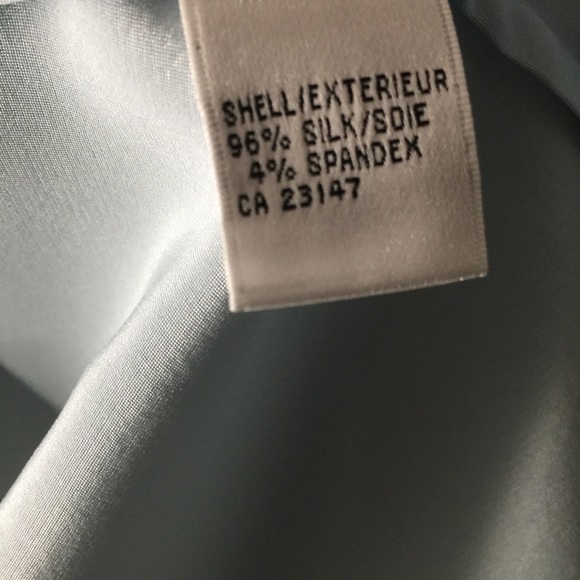 SHELL/EXTERIEUR
96% SILK/SOIE
4% SPANDEX
CA 23147